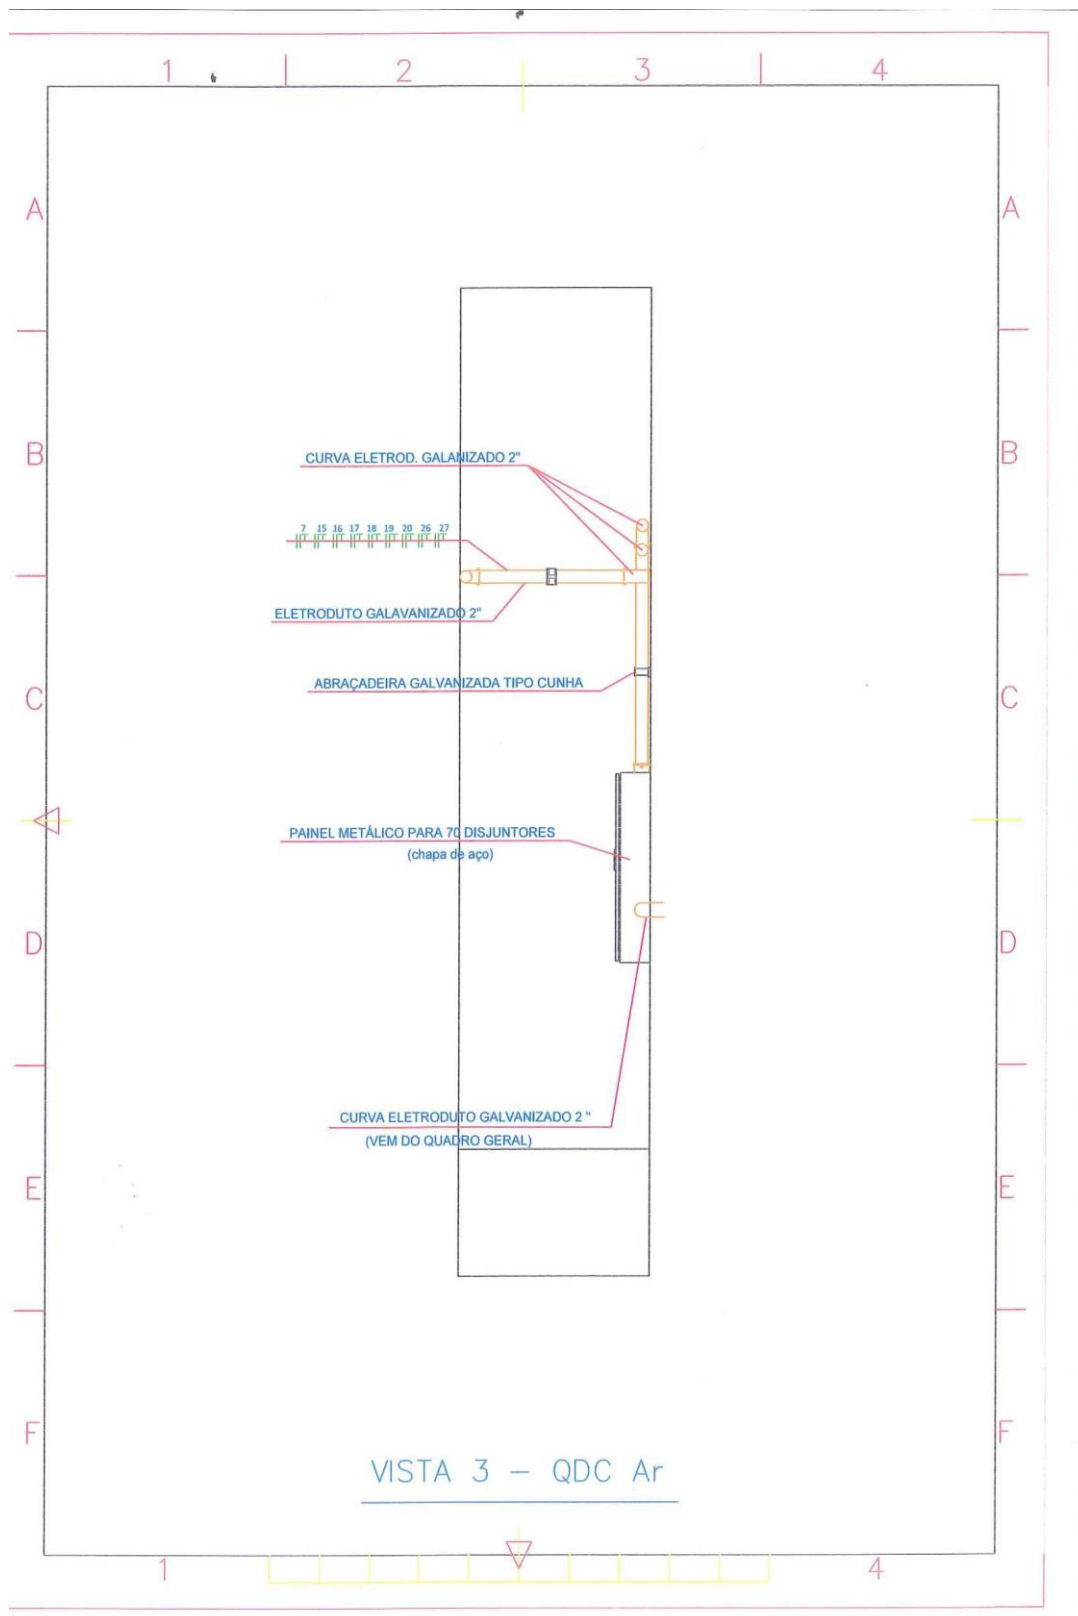 1 2 3 4
A A
B B
CURVA ELETROD. GALANIZADO 2"
7 15 16 17 18 19 20 26 27
ELETRODUTO GALAVANIZADO 2"
ABRAÇADEIRA GALVANIZADA TIPO CUNHA
C C
PAINEL METÁLICO PARA 70 DISJUNTORES
(chapa de aço)
D D
CURVA ELETRODUTO GALVANIZADO 2 "
(VEM DO QUADRO GERAL)
E E
F F
VISTA 3 - QDC Ar
1 4